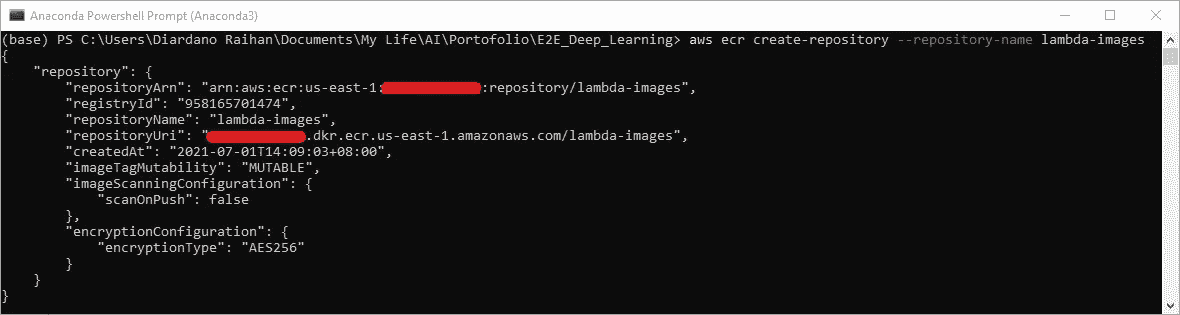 Anaconda Powershell Prompt (Anaconda3)
(base) PS C:\Users\Diardano Raihan\Documents\My Life\AI\Portofolio\E2E_Deep_Learning> aws ecr create-repository --repository-name lambda-images
{
    "repository": {
        "repositoryArn": "arn:aws:ecr:us-east-1::repository/lambda-images",
        "registryId": "958165701474",
        "repositoryName": "lambda-images",
        "repositoryUri": ".dkr.ecr.us-east-1.amazonaws.com/lambda-images",
        "createdAt": "2021-07-01T14:09:03+08:00",
        "imageTagMutability": "MUTABLE",
        "imageScanningConfiguration": {
            "scanOnPush": false
        },
        "encryptionConfiguration": {
            "encryptionType": "AES256"
        }
    }
}